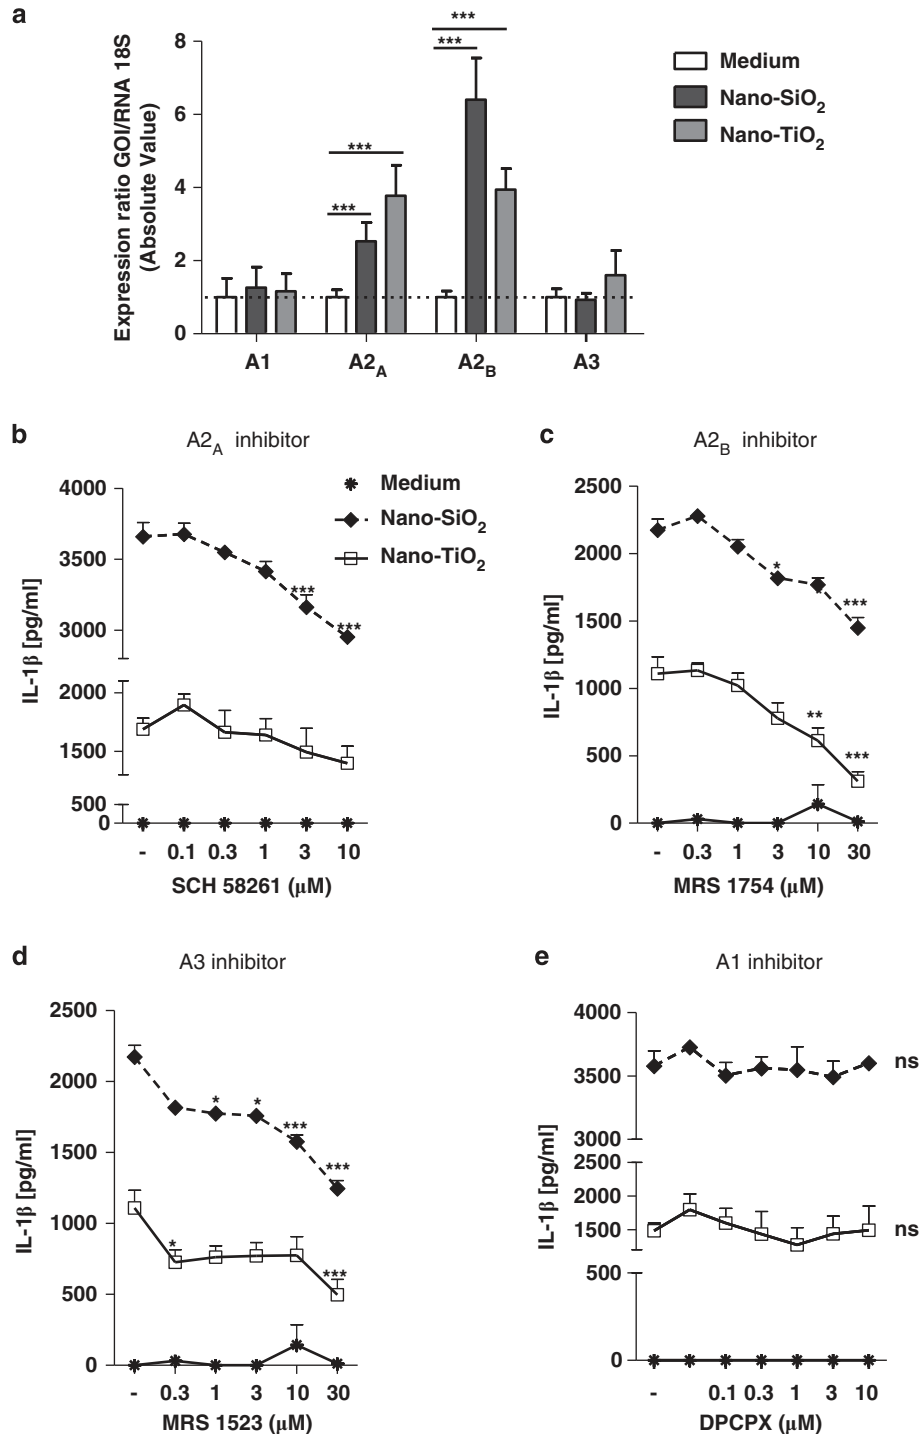 a
Expression ratio GOI/RNA 18S
(Absolute Value)
8
6
4
2
0
***
***
***
***
A1
A2A
A2B
A3
Medium
Nano-SiO2
Nano-TiO2
b
A2A inhibitor
IL-1β [pg/ml]
4000
3500
3000
2000
1500
500
0
Medium
Nano-SiO2
Nano-TiO2
***
***
- 0.1 0.3 1 3 10
SCH 58261 (μM)
c
A2B inhibitor
IL-1β [pg/ml]
2500
2000
1500
1000
500
0
*
***
**
***
- 0.3 1 3 10 30
MRS 1754 (μM)
d
A3 inhibitor
IL-1β [pg/ml]
2500
2000
1500
1000
500
0
*
*
***
***
*
***
- 0.3 1 3 10 30
MRS 1523 (μM)
e
A1 inhibitor
IL-1β [pg/ml]
4000
3500
3000
2500
2000
1500
500
0
ns
ns
- 0.1 0.3 1 3 10
DPCPX (μM)